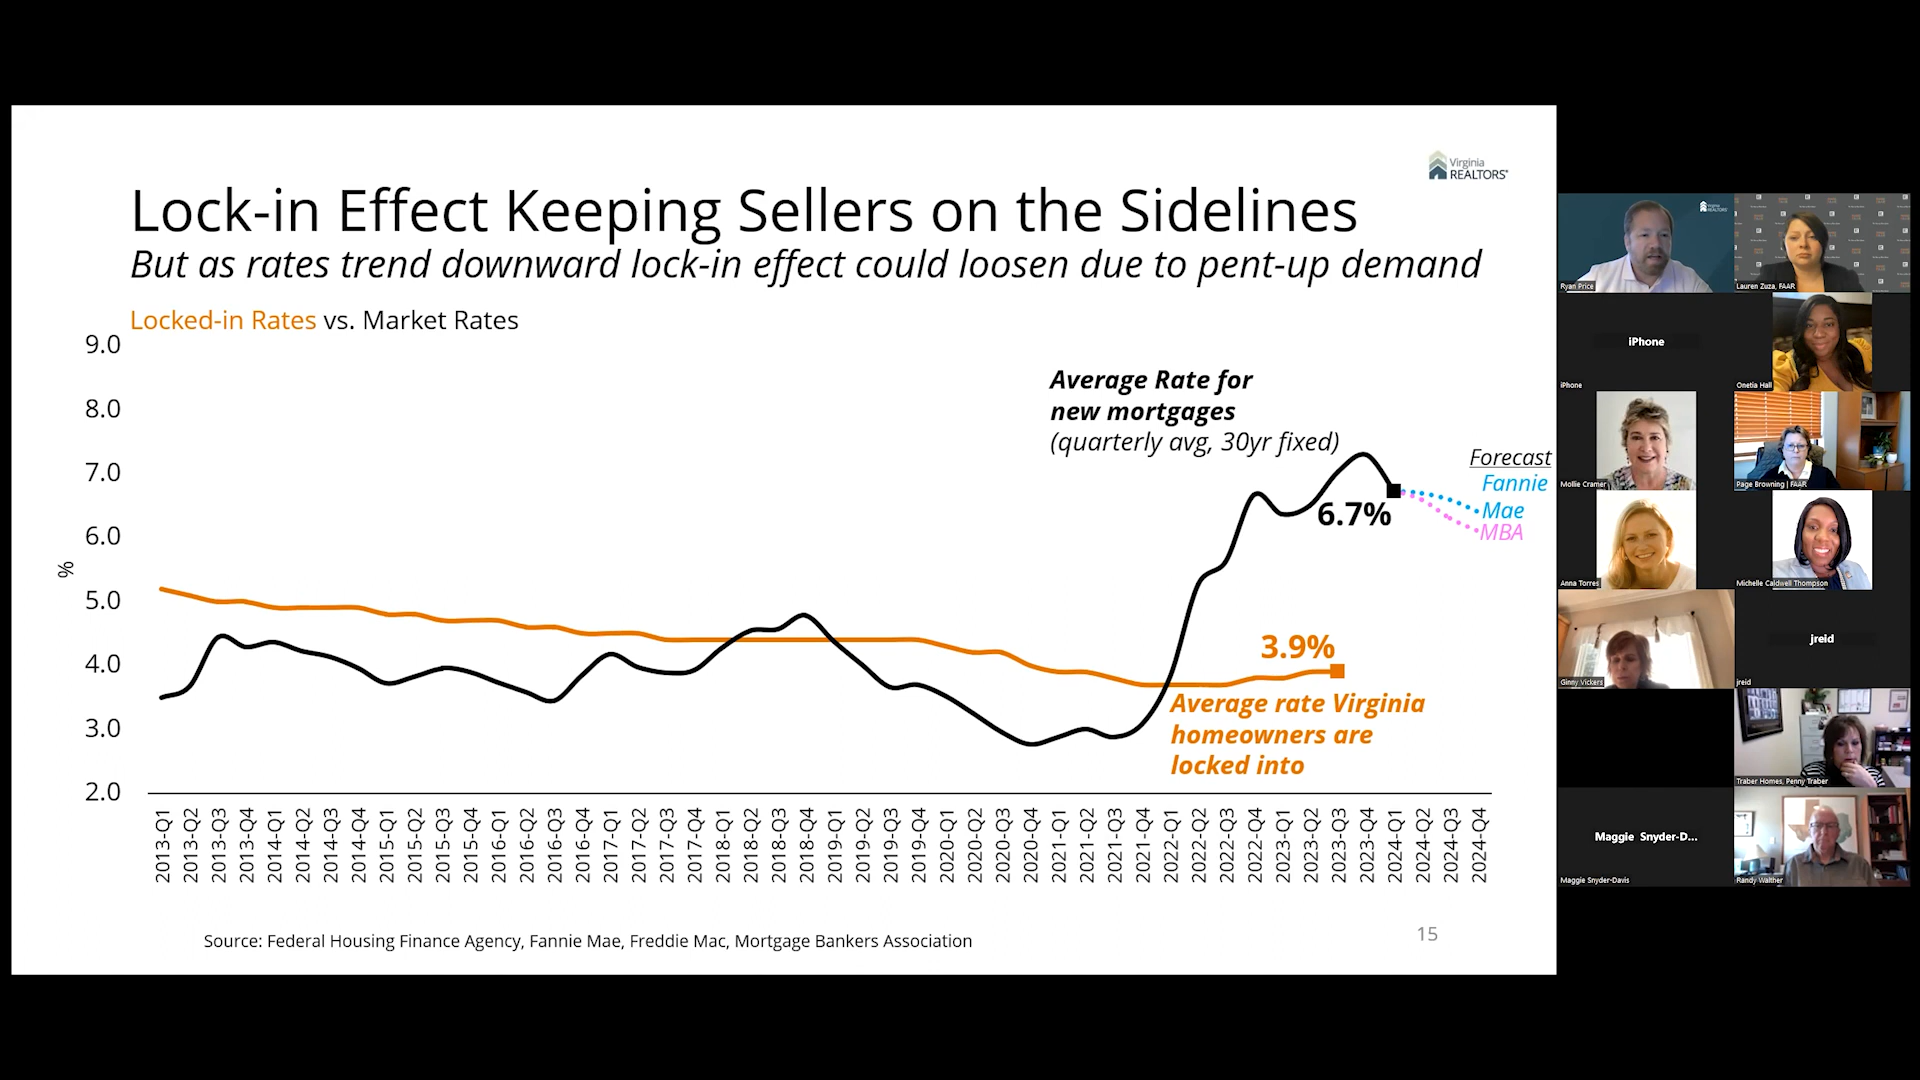 Virginia
REALTORS®
Lock-in Effect Keeping Sellers on the Sidelines
But as rates trend downward lock-in effect could loosen due to pent-up demand
Locked-in Rates vs. Market Rates
9.0
8.0
7.0
6.0
5.0
4.0
3.0
2.0
%
Average Rate for
new mortgages
(quarterly avg, 30yr fixed)
6.7%
Forecast
Fannie
Mae
MBA
3.9%
Average rate Virginia
homeowners are
locked into
2013-Q1
2013-Q2
2013-Q3
2013-Q4
2014-Q1
2014-Q2
2014-Q3
2014-Q4
2015-Q1
2015-Q2
2015-Q3
2015-Q4
2016-Q1
2016-Q2
2016-Q3
2016-Q4
2017-Q1
2017-Q2
2017-Q3
2017-Q4
2018-Q1
2018-Q2
2018-Q3
2018-Q4
2019-Q1
2019-Q2
2019-Q3
2019-Q4
2020-Q1
2020-Q2
2020-Q3
2020-Q4
2021-Q1
2021-Q2
2021-Q3
2021-Q4
2022-Q1
2022-Q2
2022-Q3
2022-Q4
2023-Q1
2023-Q2
2023-Q3
2023-Q4
2024-Q1
2024-Q2
2024-Q3
2024-Q4
Source: Federal Housing Finance Agency, Fannie Mae, Freddie Mac, Mortgage Bankers Association
15
Virginia
REALTORS
Ryan Price
Lauren Zuza, FAAR
iPhone
iPhone
Onetia Hall
Mollie Cramer
Page Browning | FAAR
Anna Torres
Michelle Caldwell Thompson
Ginny Vickers
jreid
jreid
Traber Homes, Penny Traber
Maggie Snyder-D...
Maggie Snyder-Davis
Randy Walther